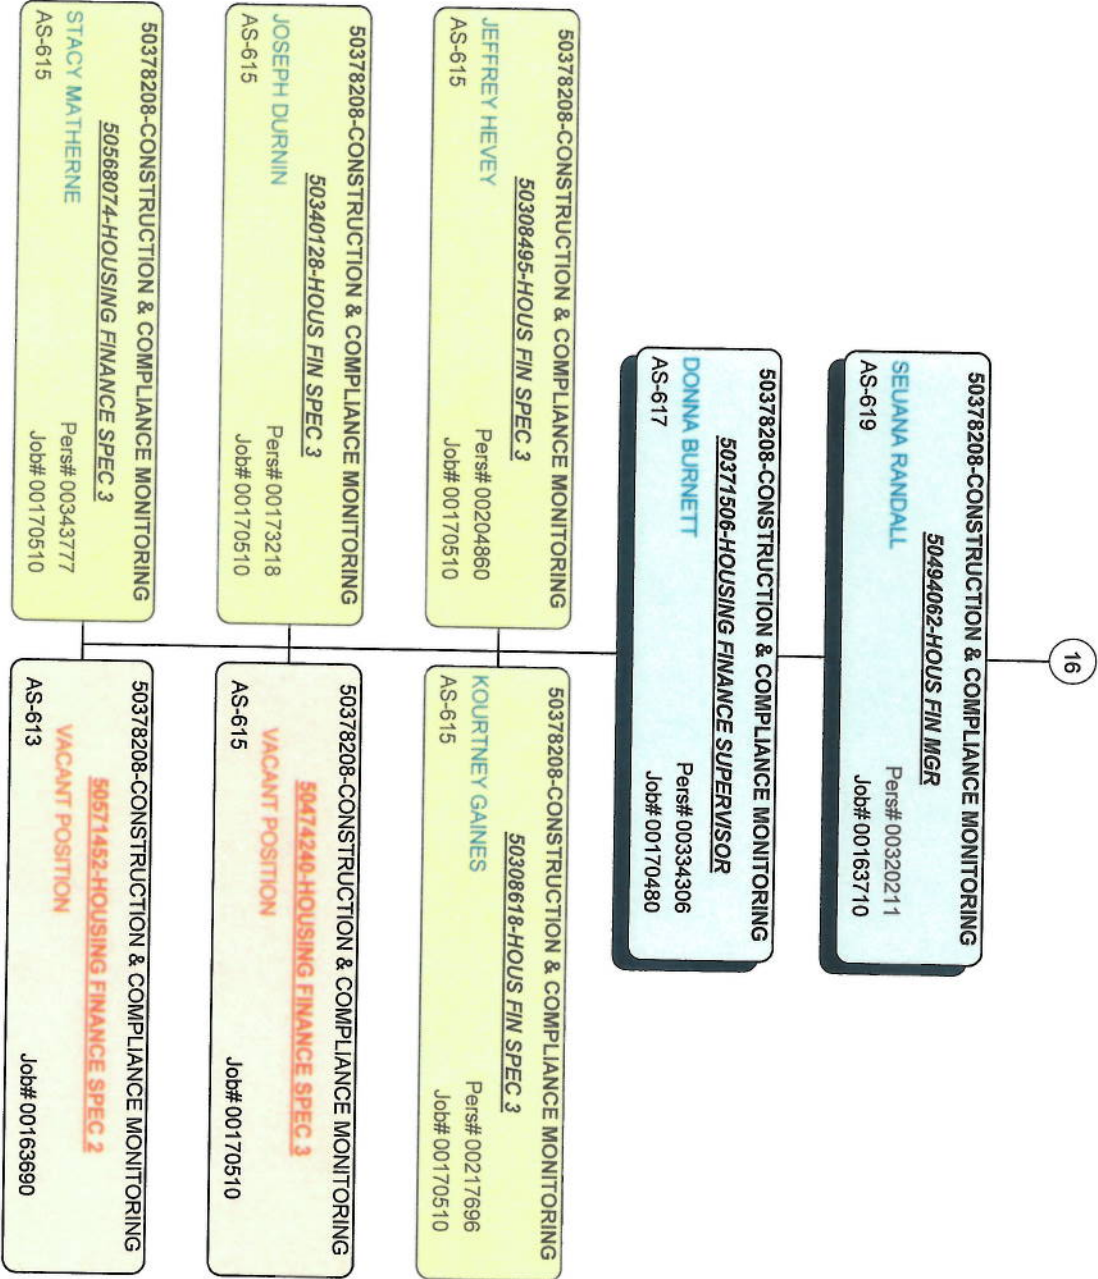 16
50378208-CONSTRUCTION & COMPLIANCE MONITORING
50494062-HOUS FIN MGR
SEUANA RANDALL
Pers# 00320211
AS-619
Job# 00163710
50378208-CONSTRUCTION & COMPLIANCE MONITORING
50371506-HOUSING FINANCE SUPERVISOR
DONNA BURNETT
Pers# 00334306
AS-617
Job# 00170480
50378208-CONSTRUCTION & COMPLIANCE MONITORING
50308495-HOUS FIN SPEC 3
JEFFREY HEVEY
Pers# 00204860
AS-615
Job# 00170510
50378208-CONSTRUCTION & COMPLIANCE MONITORING
50308618-HOUS FIN SPEC 3
KOURTNEY GAINES
Pers# 00217696
AS-615
Job# 00170510
50378208-CONSTRUCTION & COMPLIANCE MONITORING
50340128-HOUS FIN SPEC 3
JOSEPH DURNIN
Pers# 00173218
AS-615
Job# 00170510
50378208-CONSTRUCTION & COMPLIANCE MONITORING
50474240-HOUSING FINANCE SPEC 3
VACANT POSITION
AS-615
Job# 00170510
50378208-CONSTRUCTION & COMPLIANCE MONITORING
50568074-HOUSING FINANCE SPEC 3
STACY MATHERNE
Pers# 00343777
AS-615
Job# 00170510
50378208-CONSTRUCTION & COMPLIANCE MONITORING
50571452-HOUSING FINANCE SPEC 2
VACANT POSITION
AS-613
Job# 00163690